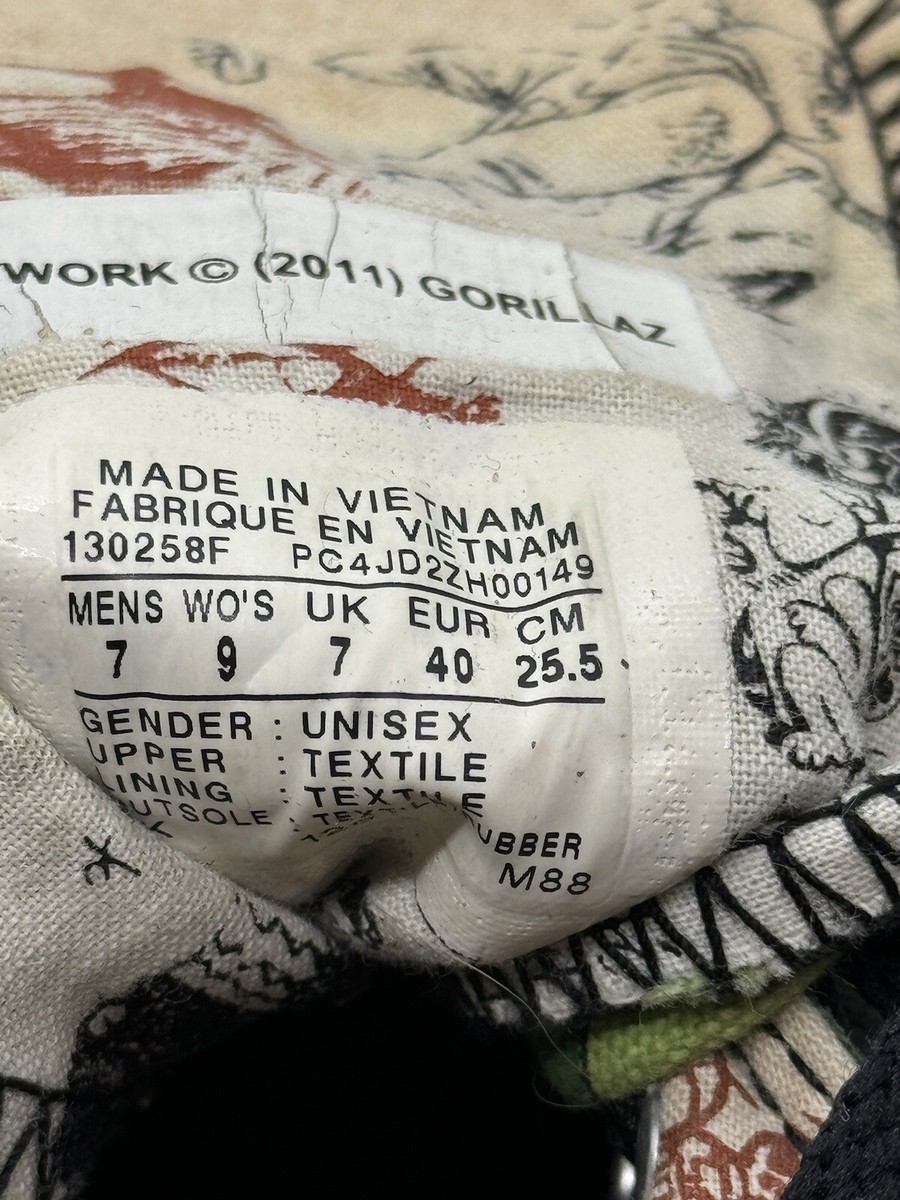 WORK © (2011) GORILLAZ
MADE IN VIETNAM
FABRIQUE EN VIETNAM
130258F PC4JD2ZH00149
MENS WO'S UK EUR CM
7 9 7 40 25.5
GENDER : UNISEX
UPPER : TEXTILE
LINING : TEXTILE
OUTSOLE : UBBER
M88